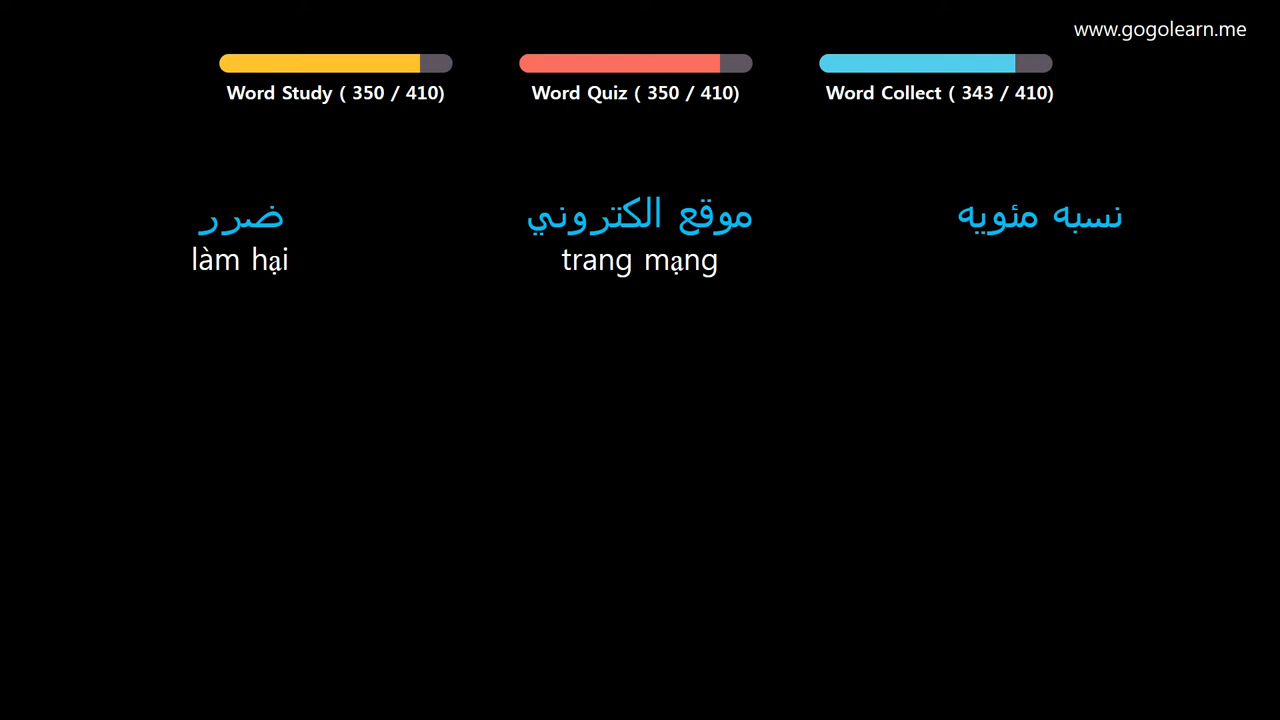 www.gogolearn.me
Word Study ( 350 / 410)
Word Quiz ( 350 / 410)
Word Collect ( 343 / 410)
ضرر
làm hại
موقع الكتروني
trang mạng
نسبه مئويه